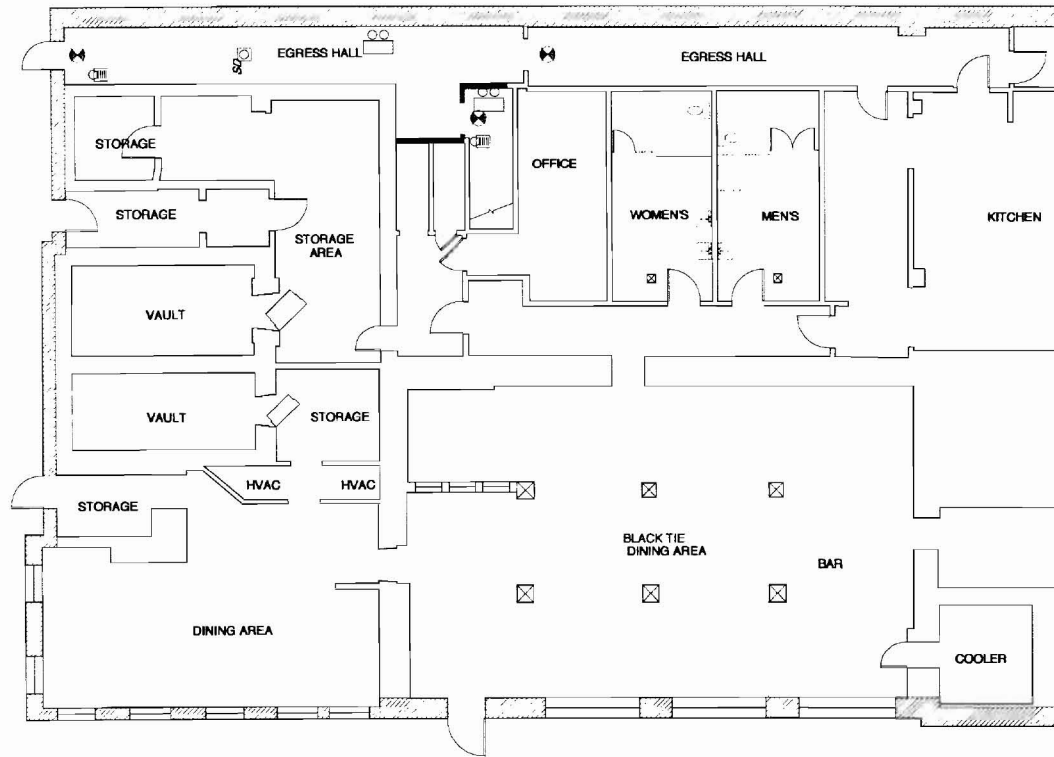 EGRESS HALL
EGRESS HALL
SD
STORAGE
OFFICE
STORAGE
WOMEN'S
MEN'S
KITCHEN
STORAGE
AREA
VAULT
VAULT
STORAGE
HVAC
HVAC
STORAGE
BLACK TIE
DINING AREA
BAR
DINING AREA
COOLER